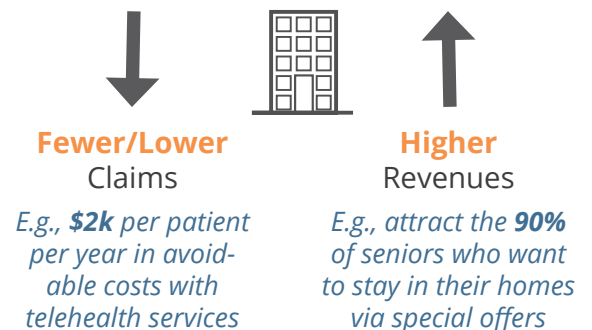 Fewer/Lower
Claims
E.g., $2k per patient
per year in avoid-
able costs with
telehealth services
Higher
Revenues
E.g., attract the 90%
of seniors who want
to stay in their homes
via special offers